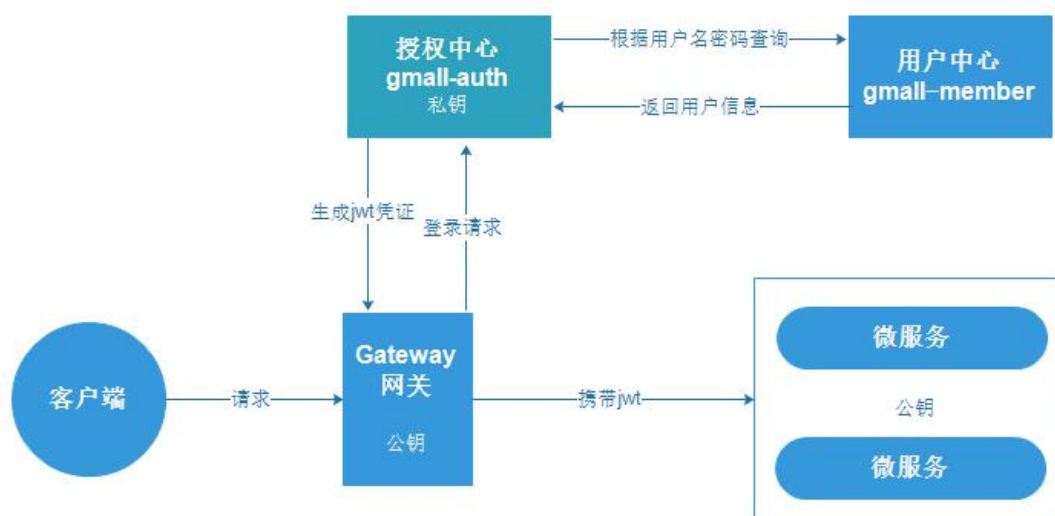 授权中心
gmall-auth
私钥
根据用户名密码查询
返回用户信息
用户中心
gmall-member
生成jwt凭证
登录请求
客户端
请求
Gateway
网关
公钥
携带jwt
微服务
公钥
微服务